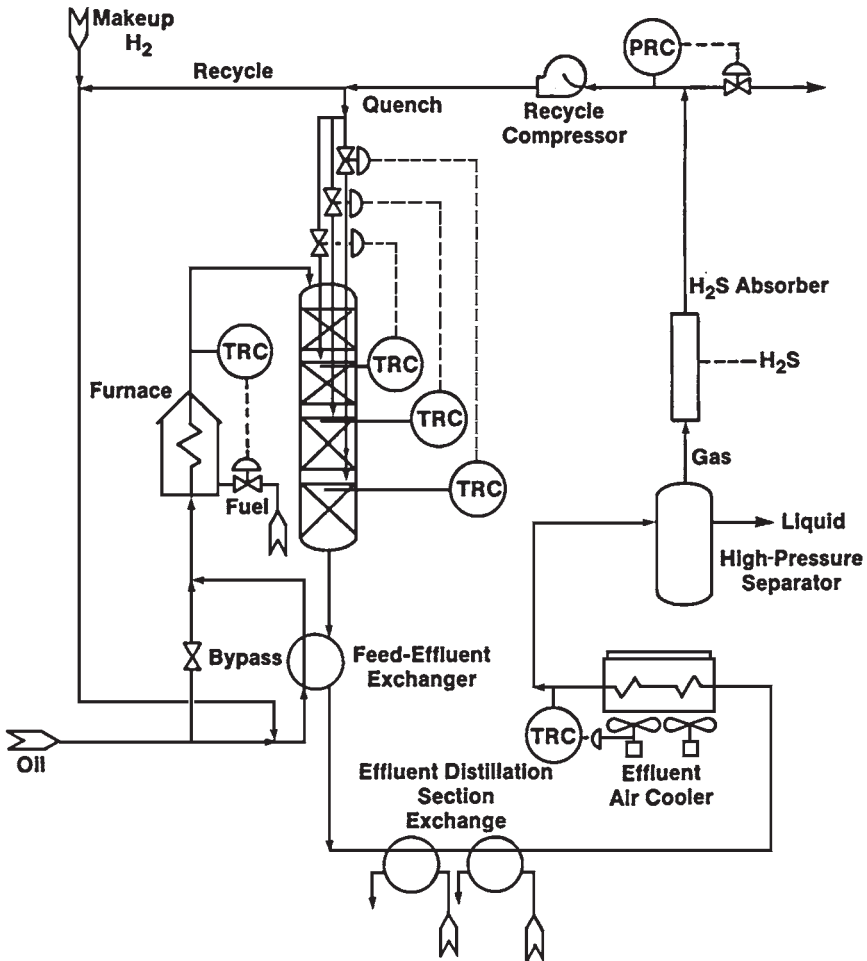 Makeup
H2
PRC
Recycle
Quench
Recycle
Compressor
H2S Absorber
TRC
TRC
H2S
Furnace
TRC
Gas
TRC
Fuel
Liquid
High-Pressure
Separator
Bypass
Feed-Effluent
Exchanger
TRC
Oil
Effluent Distillation
Section
Exchange
Effluent
Air Cooler